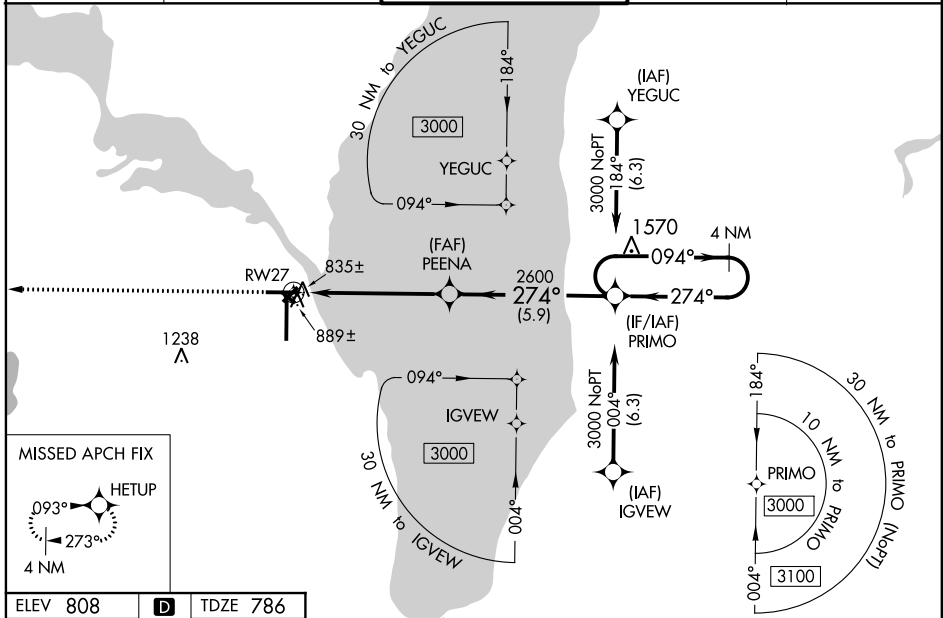 30 NM to YEGUC
184°
3000
YEGUC
094°
(IAF)
YEGUC
3000 NoPT
184°
(6.3)
1570
4 NM
094°
(FAF)
PEENA
2600
274°
(5.9)
274°
(IF/IAF)
PRIMO
RW27
835±
889±
1238
094°
IGVEW
3000
004°
30 NM to IGVEW
3000 NoPT
004°
(6.3)
(IAF)
IGVEW
184°
30 NM to PRIMO (NoPT)
10 NM to PRIMO
PRIMO
3000
3100
004°
MISSED APCH FIX
HETUP
093°
273°
4 NM
ELEV 808
D
TDZE 786